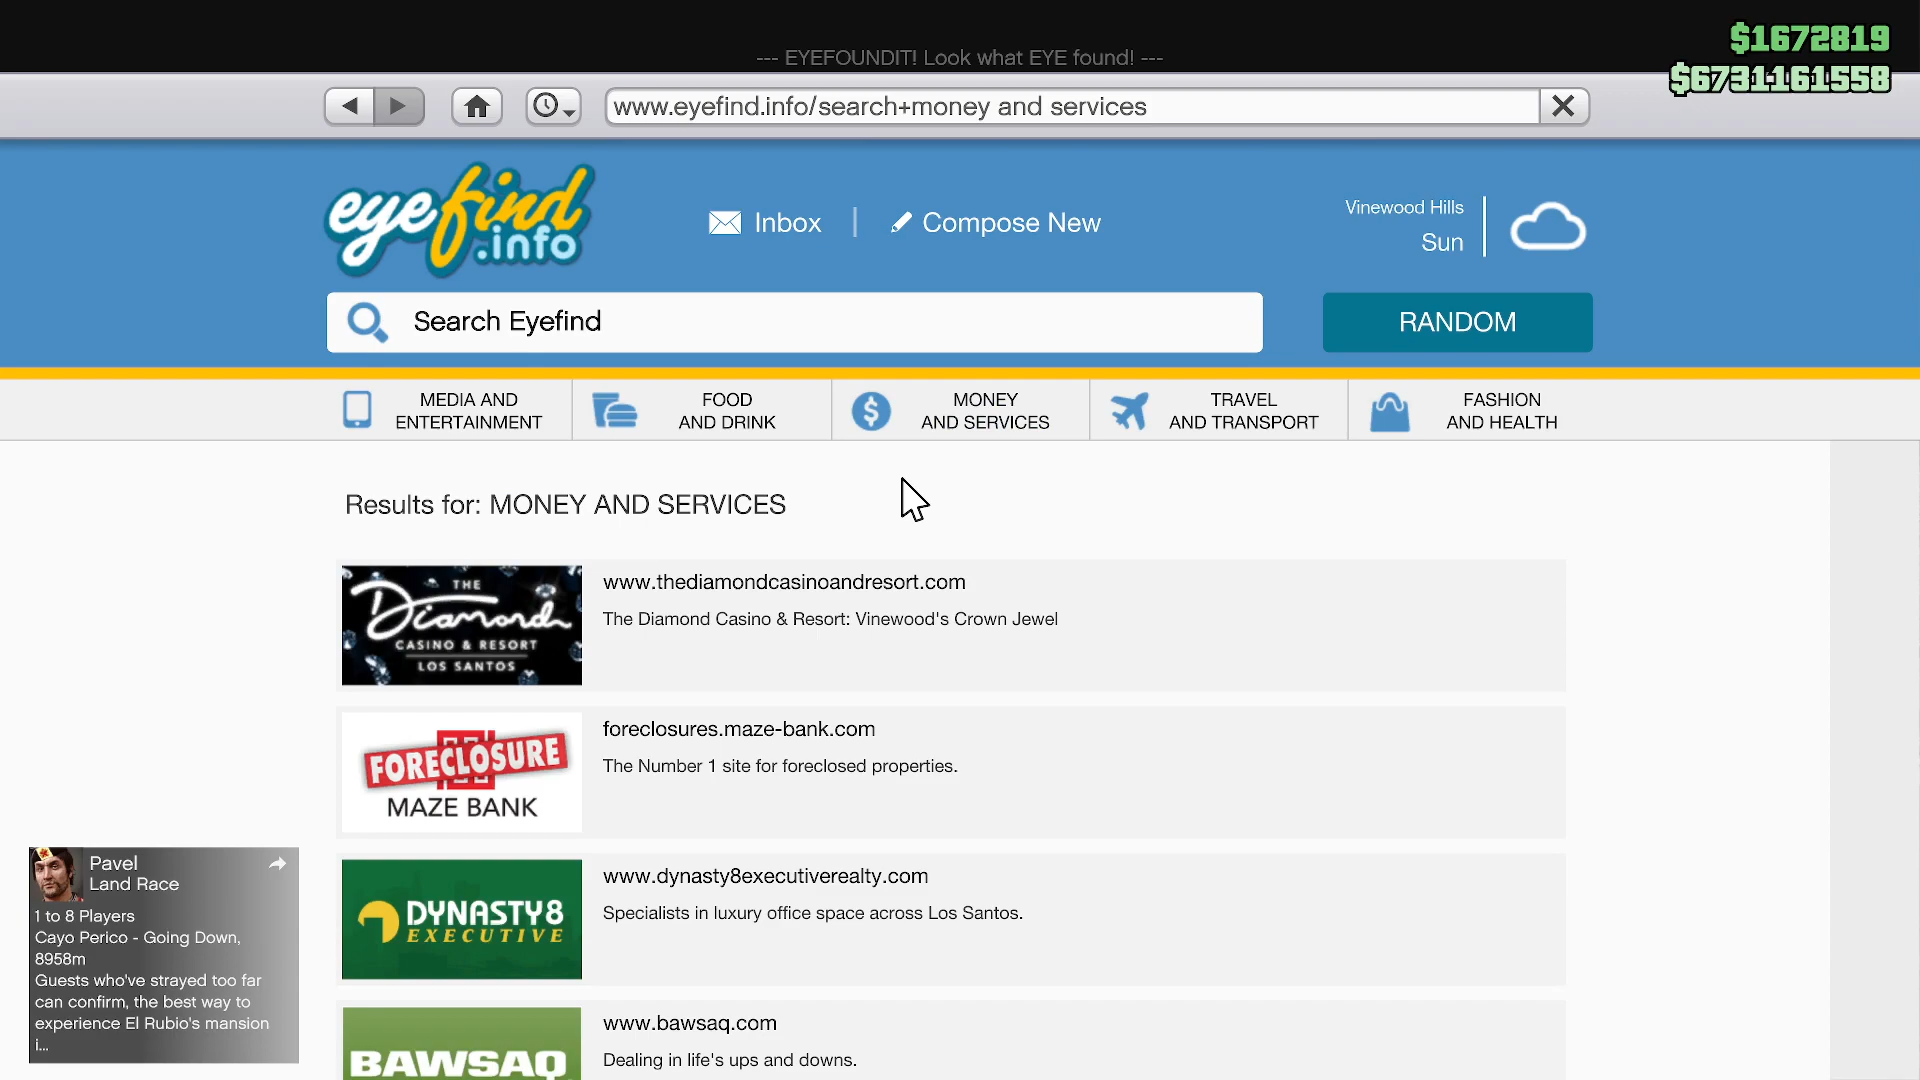 --- EYEFOUNDIT! Look what EYE found! ---
$1672819
$6731161558
www.eyefind.info/search+money and services
eyefind
.info
Inbox
Compose New
Vinewood Hills
Sun
Search Eyefind
RANDOM
MEDIA AND
ENTERTAINMENT
FOOD
AND DRINK
MONEY
AND SERVICES
TRAVEL
AND TRANSPORT
FASHION
AND HEALTH
Results for: MONEY AND SERVICES
THE
Diamond
CASINO & RESORT
LOS SANTOS
www.thediamondcasinoandresort.com
The Diamond Casino & Resort: Vinewood's Crown Jewel
FORECLOSURE
MAZE BANK
foreclosures.maze-bank.com
The Number 1 site for foreclosed properties.
DYNASTY8
EXECUTIVE
www.dynasty8executiverealty.com
Specialists in luxury office space across Los Santos.
BAWSAQ
www.bawsaq.com
Dealing in life's ups and downs.
Pavel
Land Race
1 to 8 Players
Cayo Perico - Going Down,
8958m
Guests who've strayed too far
can confirm, the best way to
experience El Rubio's mansion
i...